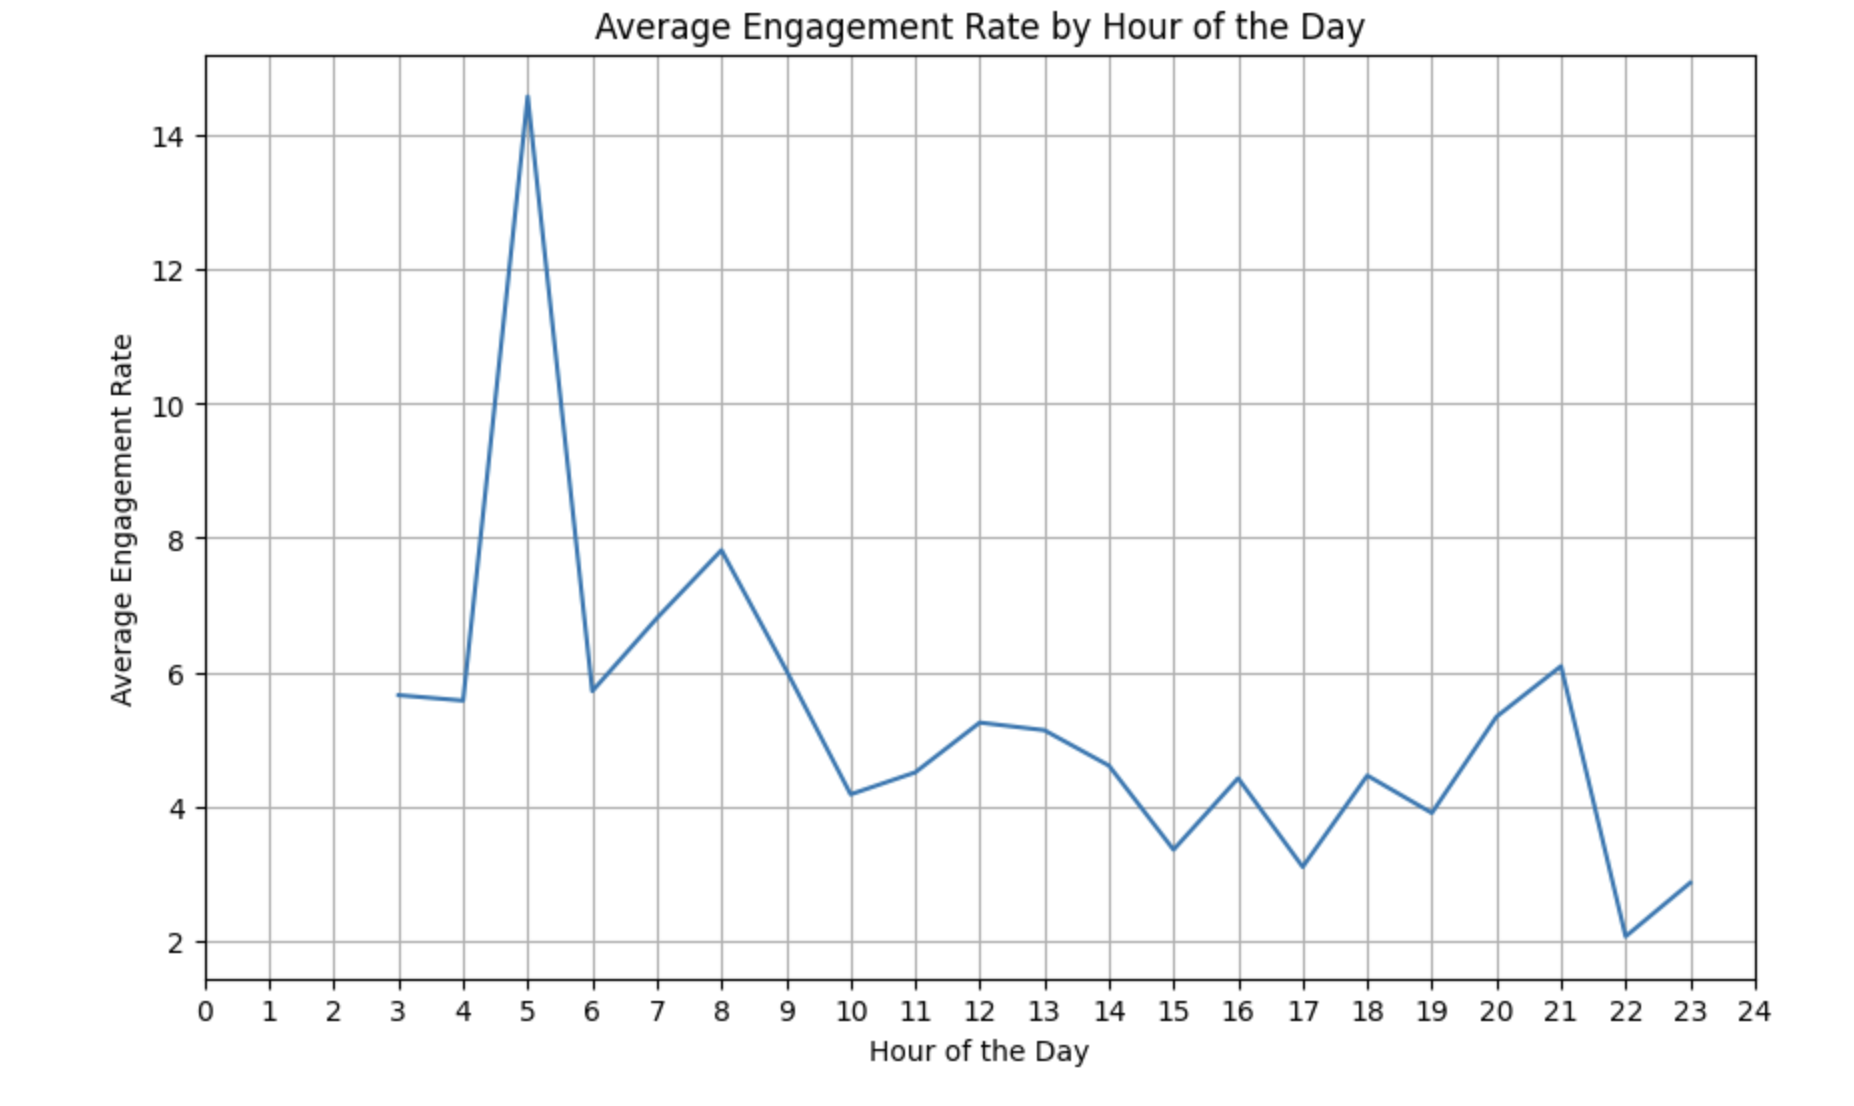 Average Engagement Rate by Hour of the Day
Average Engagement Rate
14
12
10
8
6
4
2
0 1 2 3 4 5 6 7 8 9 10 11 12 13 14 15 16 17 18 19 20 21 22 23 24
Hour of the Day